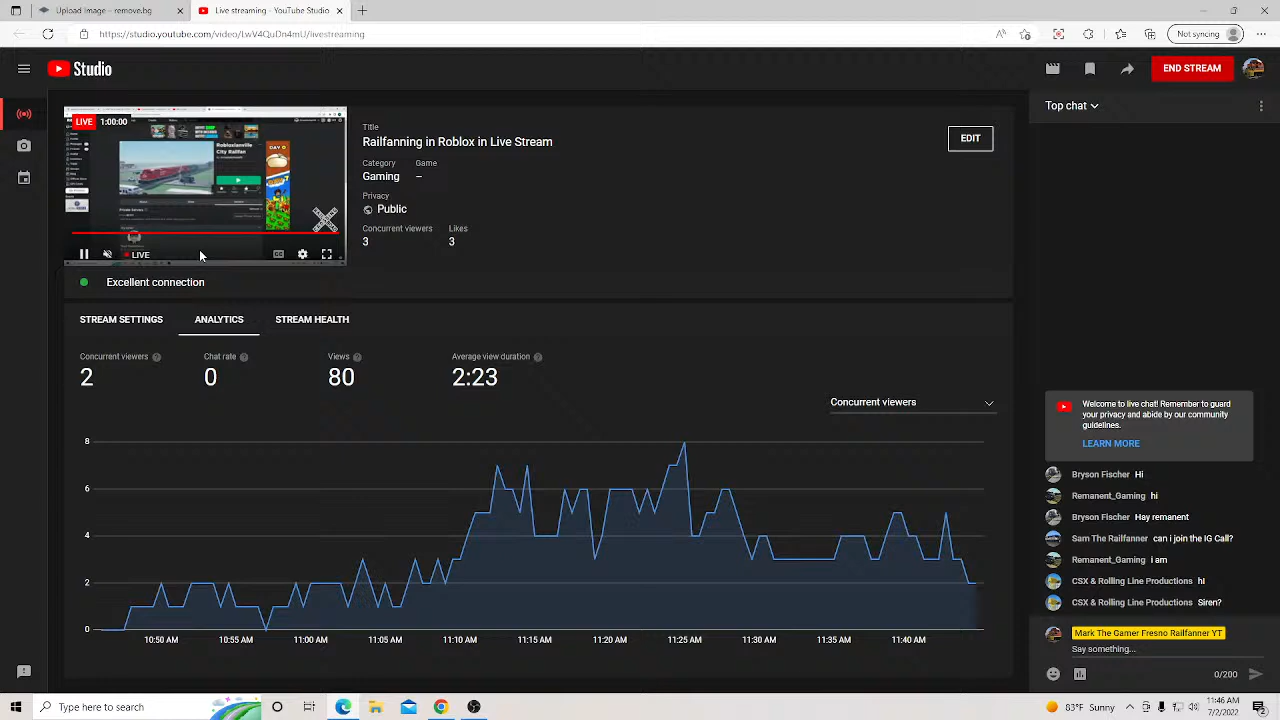 Upload Image – remove.bg
Live streaming - YouTube Studio
https://studio.youtube.com/video/LwV4QuDn4mU/livestreaming
Not syncing
Studio
END STREAM
LIVE 1:00:00
Robloxianville
City Railfan
DAY 0
LIVE
Title
Railfanning in Roblox in Live Stream
Category Game
Gaming –
Privacy
Public
Concurrent viewers Likes
3 3
EDIT
Excellent connection
STREAM SETTINGS ANALYTICS STREAM HEALTH
Concurrent viewers Chat rate Views Average view duration
2 0 80 2:23
Concurrent viewers
8
6
4
2
0
10:50 AM 10:55 AM 11:00 AM 11:05 AM 11:10 AM 11:15 AM 11:20 AM 11:25 AM 11:30 AM 11:35 AM 11:40 AM
Top chat
Welcome to live chat! Remember to guard
your privacy and abide by our community
guidelines.
LEARN MORE
Bryson Fischer Hi
Remanent_Gaming hi
Bryson Fischer Hay remanent
Sam The Railfanner can i join the IG Call?
Remanent_Gaming i am
CSX & Rolling Line Productions hi
CSX & Rolling Line Productions Siren?
Mark The Gamer Fresno Railfanner YT
Say something...
0/200
Type here to search
83°F Sunny
11:46 AM
7/2/2022